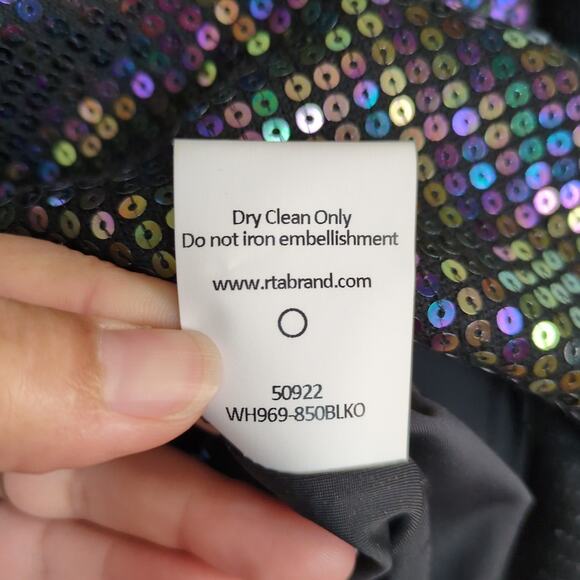 Dry Clean Only
Do not iron embellishment
www.rtabrand.com
50922
WH969-850BLKO